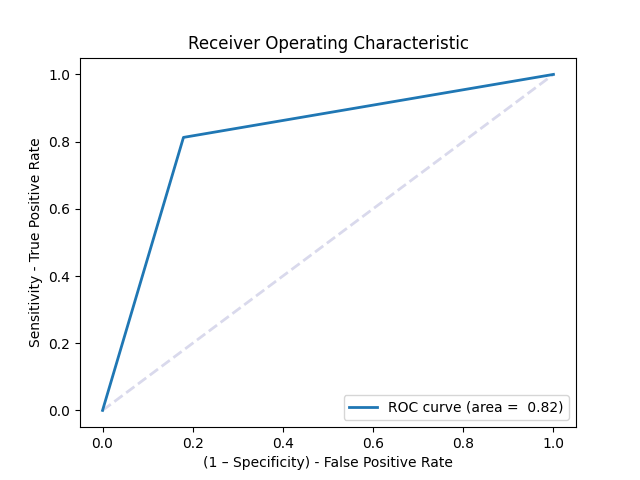 Receiver Operating Characteristic
1.0
0.8
0.6
0.4
0.2
0.0
Sensitivity - True Positive Rate
ROC curve (area =  0.82)
0.0 0.2 0.4 0.6 0.8 1.0
(1 – Specificity) - False Positive Rate